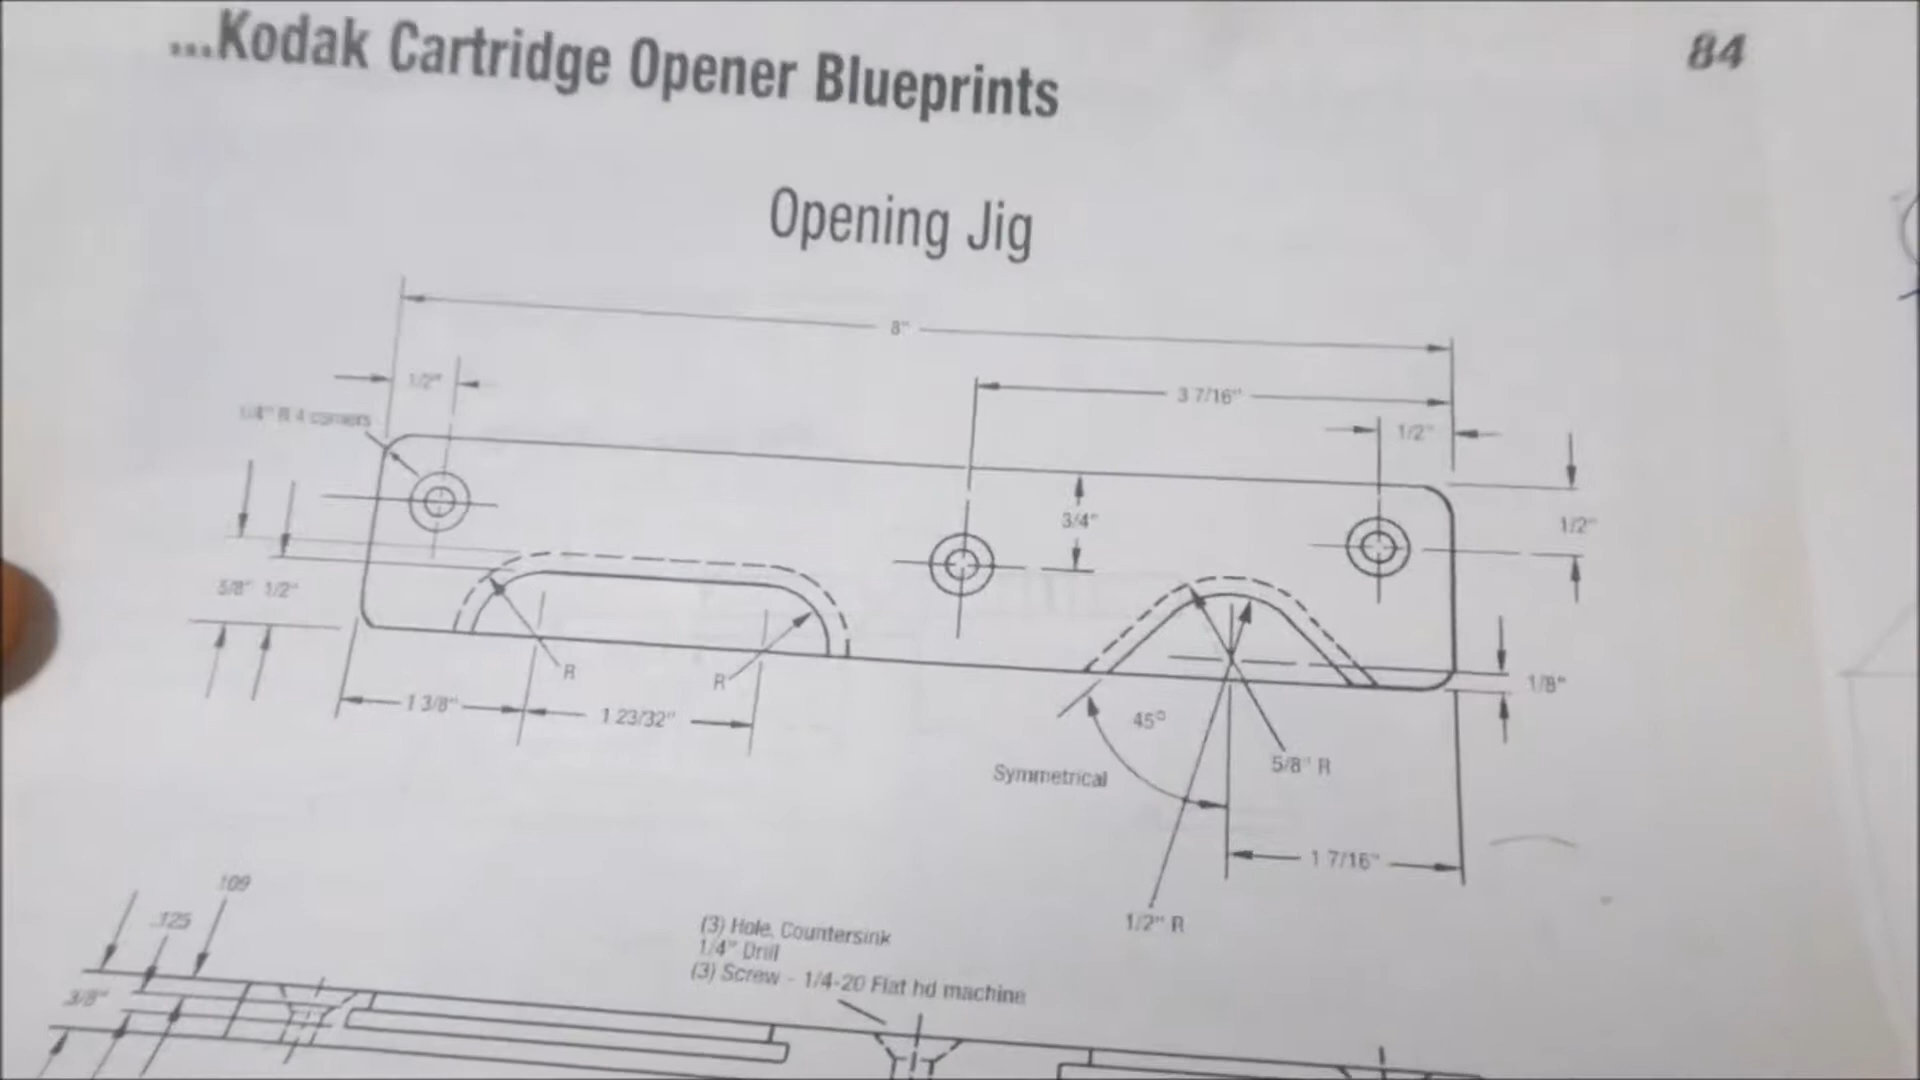 ...Kodak Cartridge Opener Blueprints
84
Opening Jig
8"
1/2"
3 7/16"
1/2"
1/4" R 4 corners
3/4"
1/2"
5/8" 1/2"
R
R
1/8"
1 3/8"
1 23/32"
45°
Symmetrical
5/8" R
1 7/16"
1/2" R
.109
.125
3/8"
(3) Hole, Countersink
1/4" Drill
(3) Screw - 1/4-20 Flat hd machine